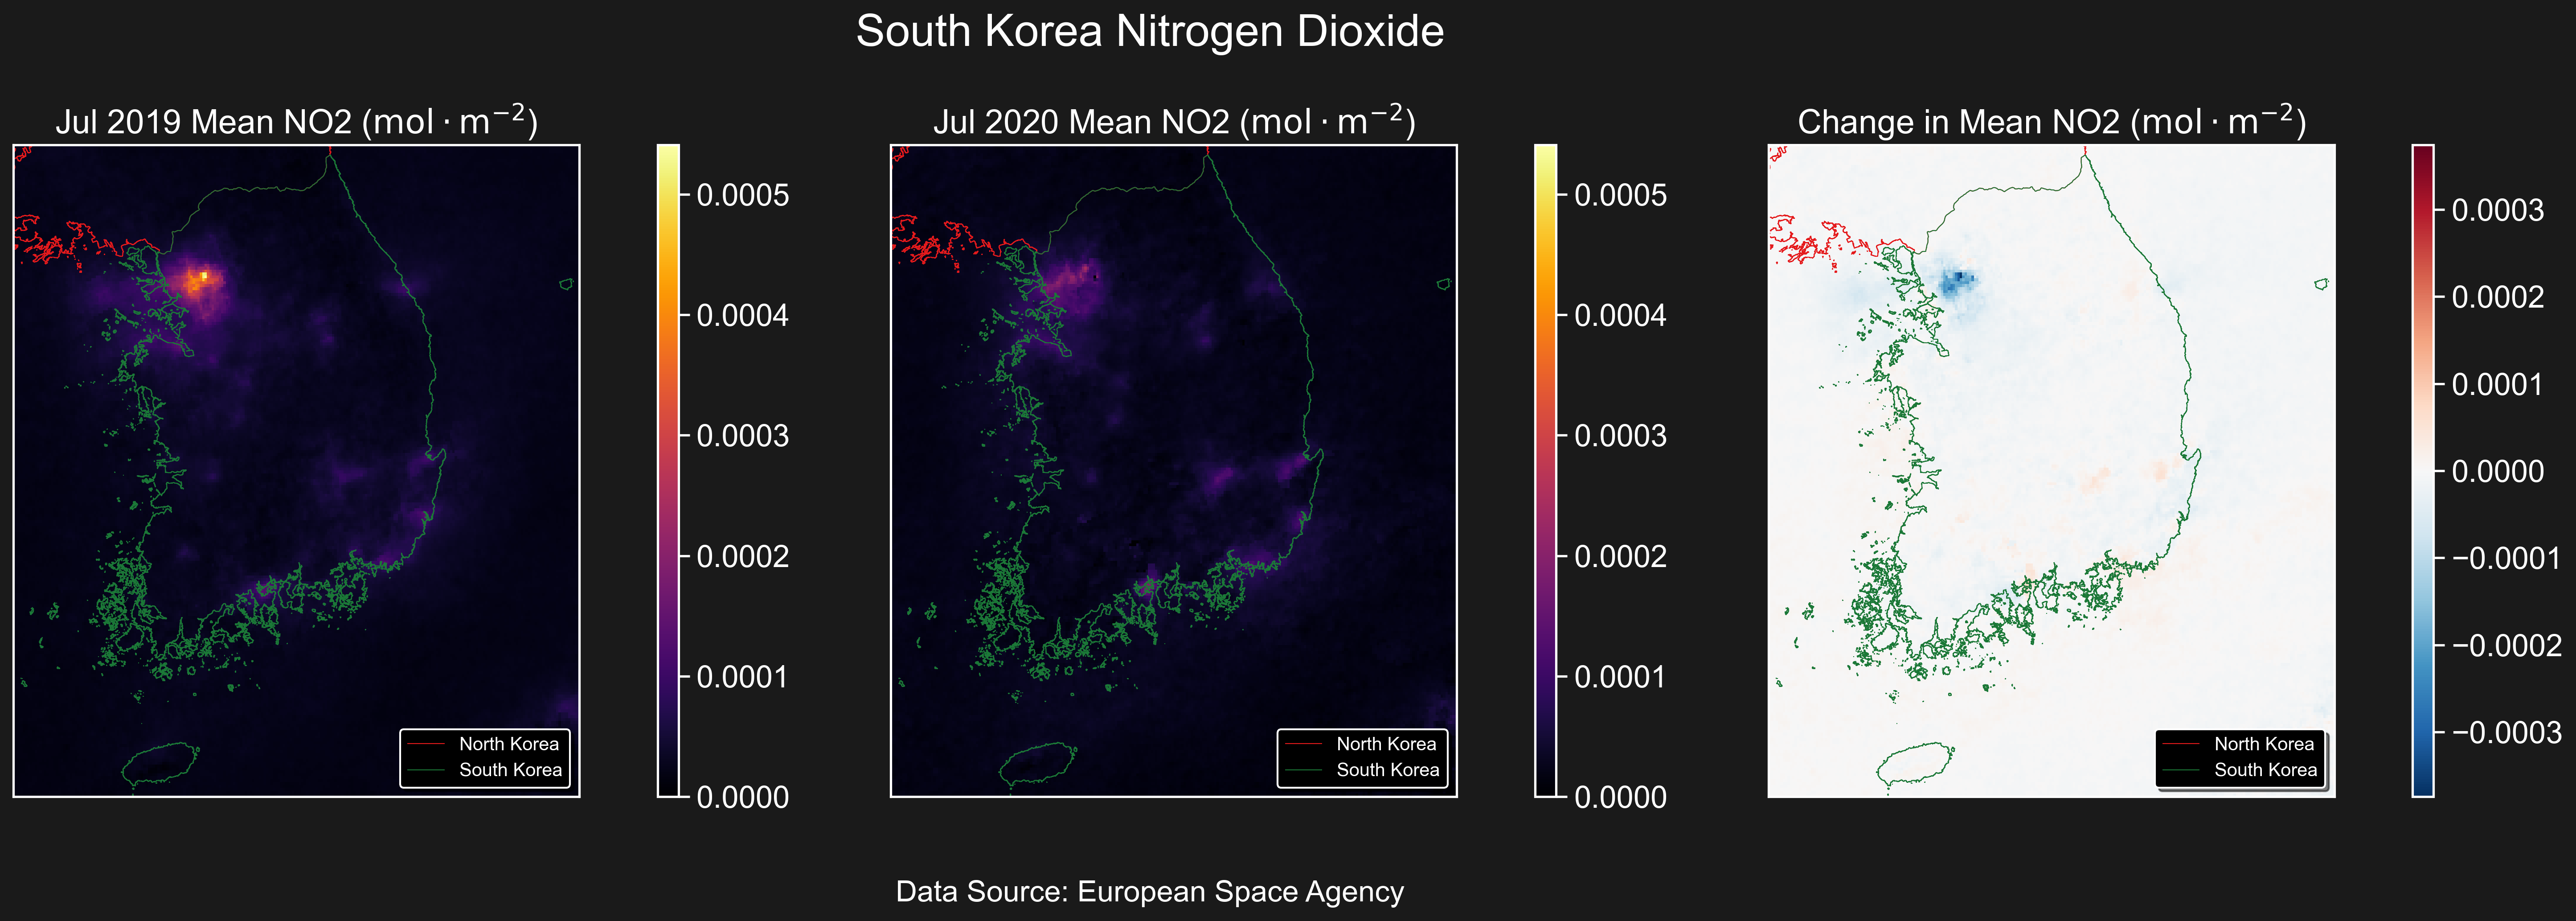 South Korea Nitrogen Dioxide
Jul 2019 Mean NO2 (mol · m⁻²)
0.0005
0.0004
0.0003
0.0002
0.0001
0.0000
North Korea
South Korea
Jul 2020 Mean NO2 (mol · m⁻²)
0.0005
0.0004
0.0003
0.0002
0.0001
0.0000
North Korea
South Korea
Change in Mean NO2 (mol · m⁻²)
0.0003
0.0002
0.0001
0.0000
−0.0001
−0.0002
−0.0003
North Korea
South Korea
Data Source: European Space Agency